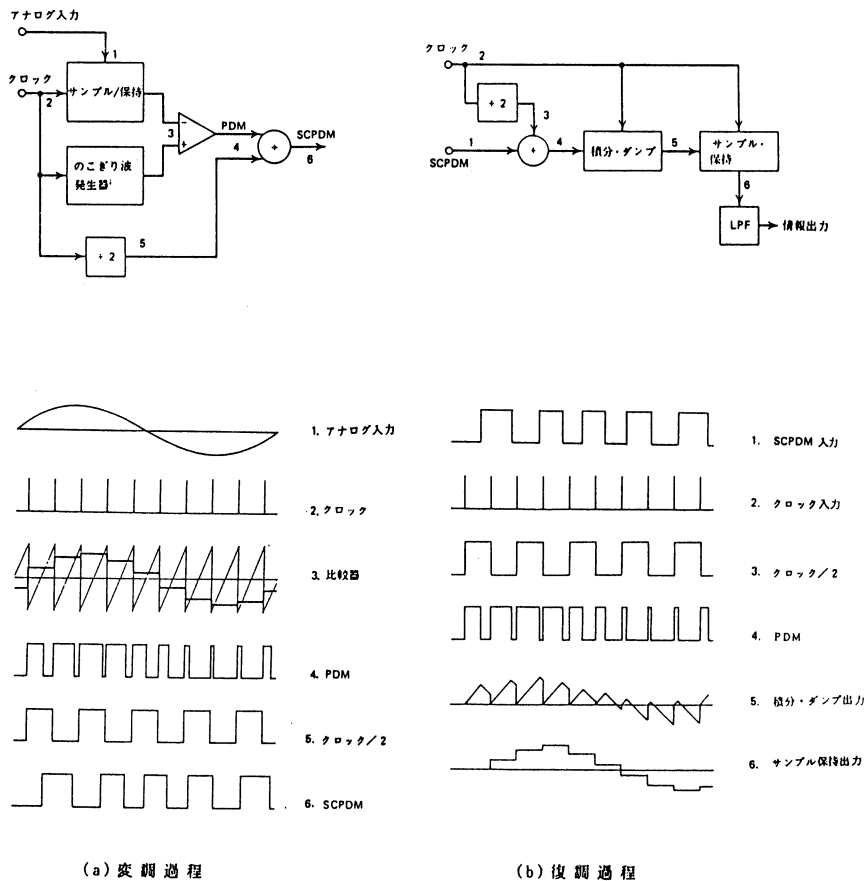 アナログ入力
1
クロック
2
サンプル/保持
3
−
+
PDM
4
SCPDM
+
6
のこぎり波
発生器
÷ 2
5
クロック
2
÷ 2
3
1
SCPDM
+
4
積分・ダンプ
5
サンプル・
保持
6
LPF
情報出力
1. アナログ入力
2. クロック
3. 比較器
4. PDM
5. クロック/2
6. SCPDM
(a) 変調過程
1. SCPDM 入力
2. クロック入力
3. クロック/2
4. PDM
5. 積分・ダンプ出力
6. サンプル保持出力
(b) 復調過程